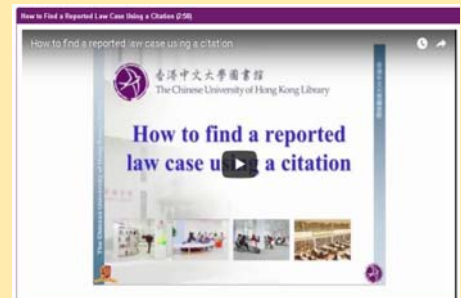 How to Find a Reported Law Case Using a Citation (2:58)
How to find a reported law case using a citation
香港中文大學圖書館
The Chinese University of Hong Kong Library
How to find a reported
law case using a citation
The Chinese University of Hong Kong Library